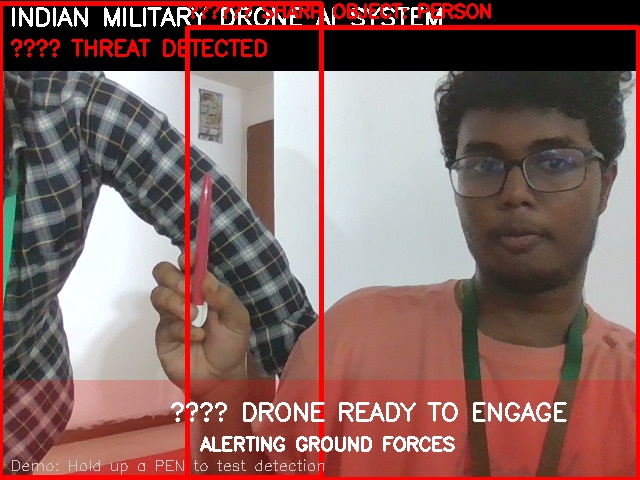 INDIAN MILITARY DRONE AI SYSTEM
SHARP OBJECT: PERSON
???? THREAT DETECTED
???? DRONE READY TO ENGAGE
ALERTING GROUND FORCES
Demo: Hold up a PEN to test detection